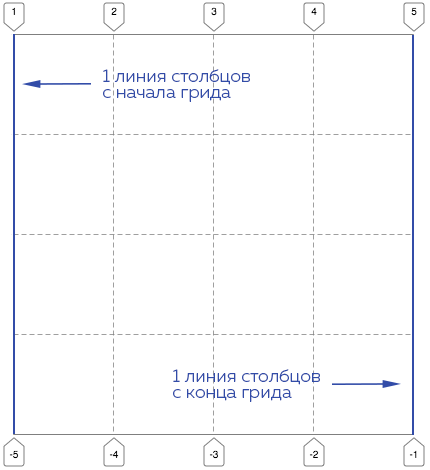 1 2 3 4 5
1 линия столбцов
с начала грида
1 линия столбцов
с конца грида
-5 -4 -3 -2 -1